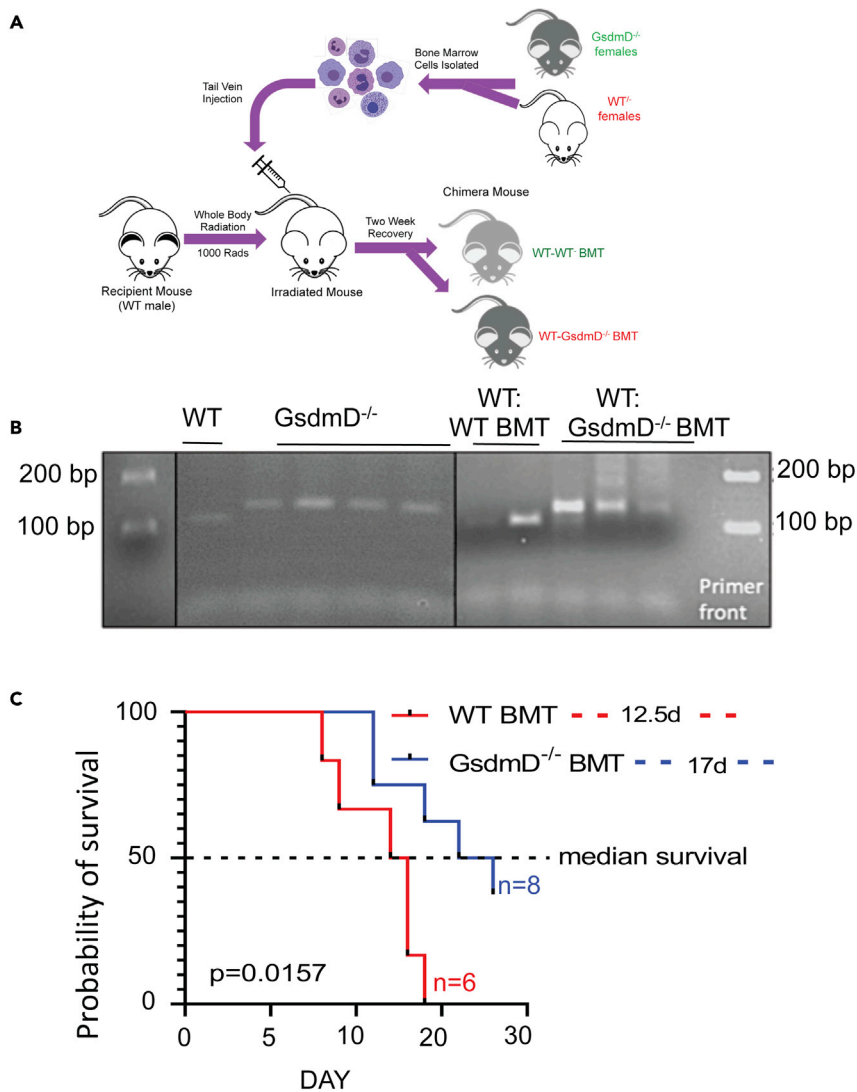 A
GsdmD-/-
females
Bone Marrow
Cells Isolated
WT/-
females
Tail Vein
Injection
Chimera Mouse
Whole Body
Radiation
1000 Rads
Two Week
Recovery
WT-WT- BMT
Recipient Mouse
(WT male)
Irradiated Mouse
WT-GsdmD-/- BMT
B
WT
GsdmD-/-
WT:
WT BMT
WT:
GsdmD-/- BMT
200 bp
200 bp
100 bp
100 bp
Primer
front
C
Probability of survival
100
50
0
WT BMT 12.5d
GsdmD-/- BMT 17d
median survival
n=8
p=0.0157
n=6
0 5 10 20 30
DAY